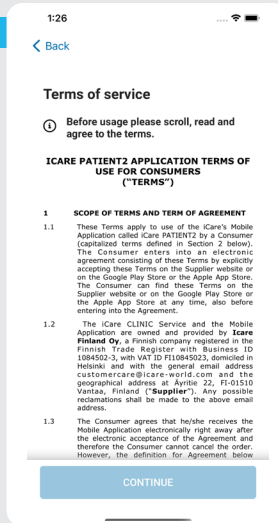 1:26
Back
Terms of service
Before usage please scroll, read and
agree to the terms.
ICARE PATIENT2 APPLICATION TERMS OF
USE FOR CONSUMERS
("TERMS")
1 SCOPE OF TERMS AND TERM OF AGREEMENT
1.1 These Terms apply to use of the iCare's Mobile
Application called iCare PATIENT2 by a Consumer
(capitalized terms defined in Section 2 below).
The Consumer enters into an electronic
agreement consisting of these Terms by explicitly
accepting these Terms on the Supplier website or
on the Google Play Store or the Apple App Store.
The Consumer can find these Terms on the
Supplier website or on the Google Play Store or
the Apple App Store at any time, also before
entering into the Agreement.
1.2 The iCare CLINIC Service and the Mobile
Application are owned and provided by Icare
Finland Oy, a Finnish company registered in the
Finnish Trade Register with Business ID
1084502-3, with VAT ID FI10845023, domiciled in
Helsinki and with the general email address
customercare@icare-world.com and the
geographical address at Äyritie 22, FI-01510
Vantaa, Finland ("Supplier"). Any possible
reclamations shall be made to the above email
address.
1.3 The Consumer agrees that he/she receives the
Mobile Application electronically right away after
the electronic acceptance of the Agreement and
therefore the Consumer cannot cancel the order.
However, the definition for Agreement below
CONTINUE